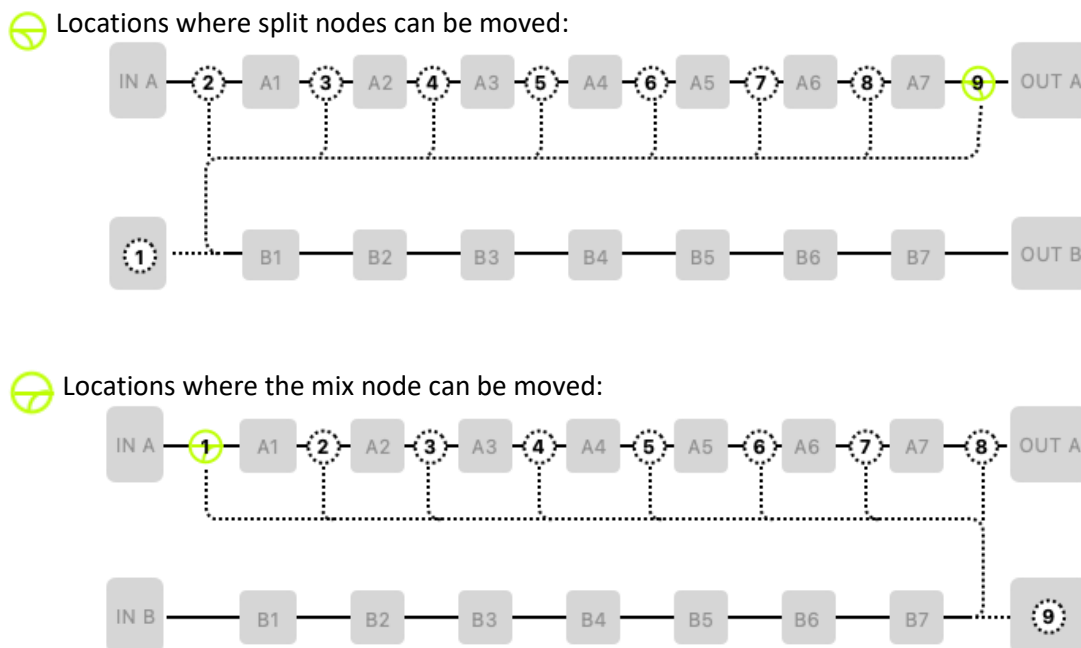 Locations where split nodes can be moved:
IN A 2 A1 3 A2 4 A3 5 A4 6 A5 7 A6 8 A7 9 OUT A
1 B1 B2 B3 B4 B5 B6 B7 OUT B
Locations where the mix node can be moved:
IN A 1 A1 2 A2 3 A3 4 A4 5 A5 6 A6 7 A7 8 OUT A
IN B B1 B2 B3 B4 B5 B6 B7 9